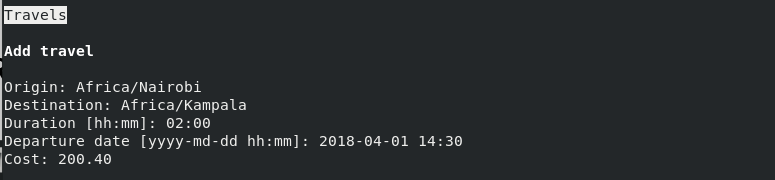 Travels
Add travel
Origin: Africa/Nairobi
Destination: Africa/Kampala
Duration [hh:mm]: 02:00
Departure date [yyyy-md-dd hh:mm]: 2018-04-01 14:30
Cost: 200.40